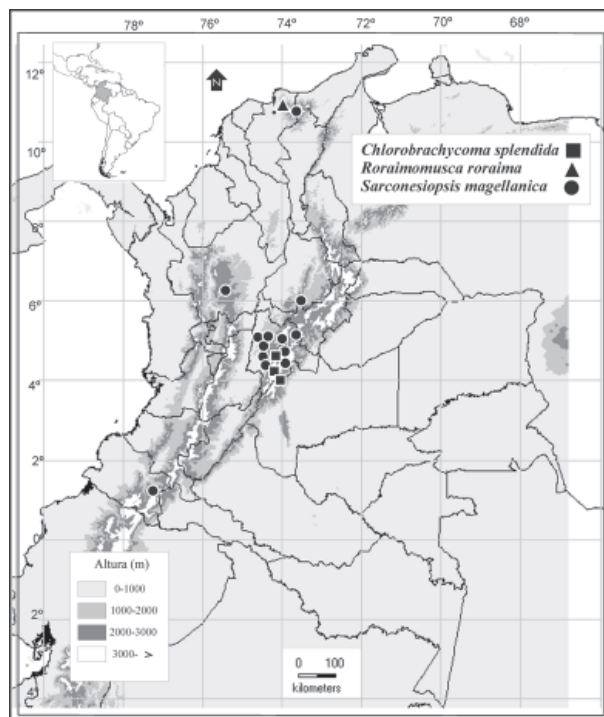 78° 76° 74° 72° 70° 68° 66°
12°
N
Chlorobrachycoma splendida
Roraimomusca roraima
Sarconesiopsis magellanica
10°
8°
6°
4°
2°
0°
Altura (m)
0-1000
1000-2000
2000-3000
3000- >
2°
0 100
kilometers
4°